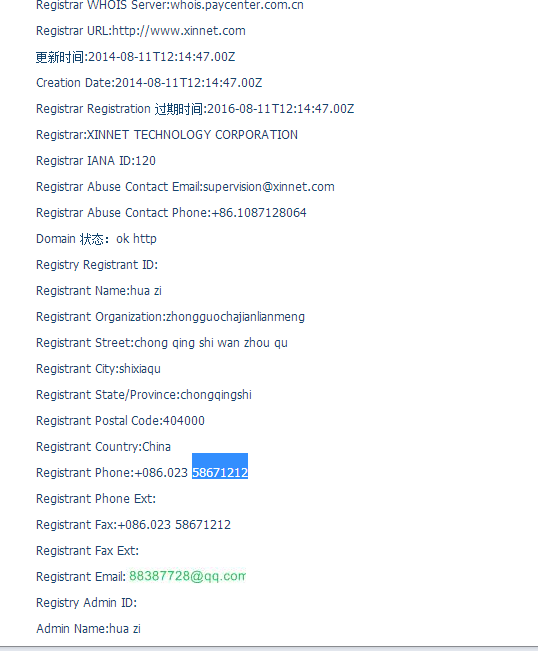 Registrar WHOIS Server:whois.paycenter.com.cn
Registrar URL:http://www.xinnet.com
更新时间:2014-08-11T12:14:47.00Z
Creation Date:2014-08-11T12:14:47.00Z
Registrar Registration 过期时间:2016-08-11T12:14:47.00Z
Registrar:XINNET TECHNOLOGY CORPORATION
Registrar IANA ID:120
Registrar Abuse Contact Email:supervision@xinnet.com
Registrar Abuse Contact Phone:+86.1087128064
Domain 状态：ok http
Registry Registrant ID:
Registrant Name:hua zi
Registrant Organization:zhongguochajianlianmeng
Registrant Street:chong qing shi wan zhou qu
Registrant City:shixiaqu
Registrant State/Province:chongqingshi
Registrant Postal Code:404000
Registrant Country:China
Registrant Phone:+086.023 58671212
Registrant Phone Ext:
Registrant Fax:+086.023 58671212
Registrant Fax Ext:
Registrant Email: 88387728@qq.com
Registry Admin ID:
Admin Name:hua zi